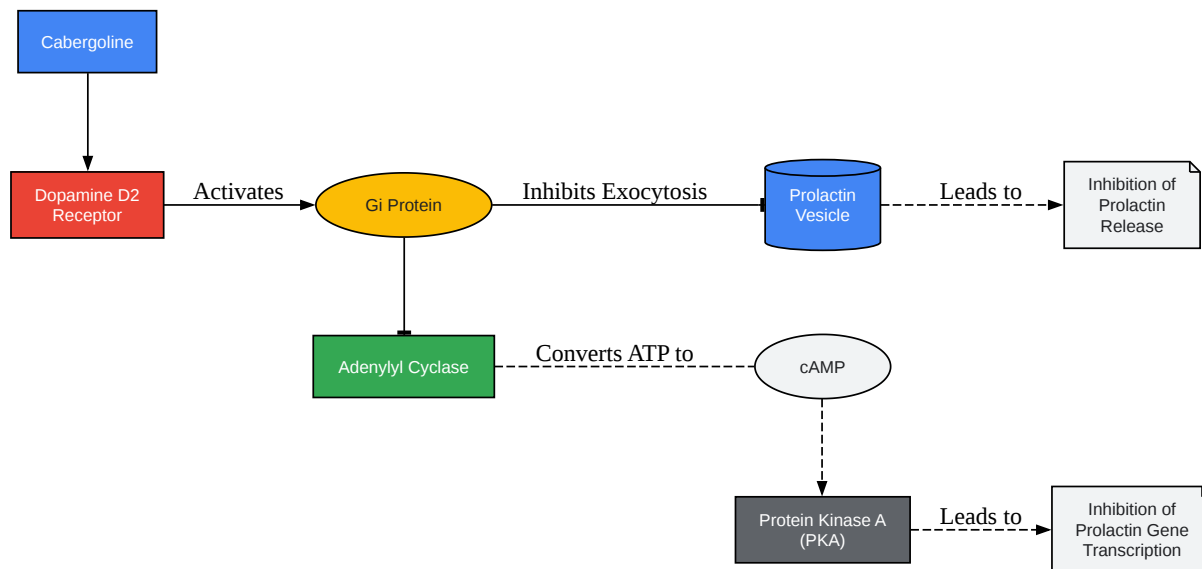 Cabergoline
Dopamine D2
Receptor
Activates
Gi Protein
Inhibits Exocytosis
Prolactin
Vesicle
Leads to
Inhibition of
Prolactin
Release
Adenylyl Cyclase
Converts ATP to
cAMP
Protein Kinase A
(PKA)
Leads to
Inhibition of
Prolactin Gene
Transcription